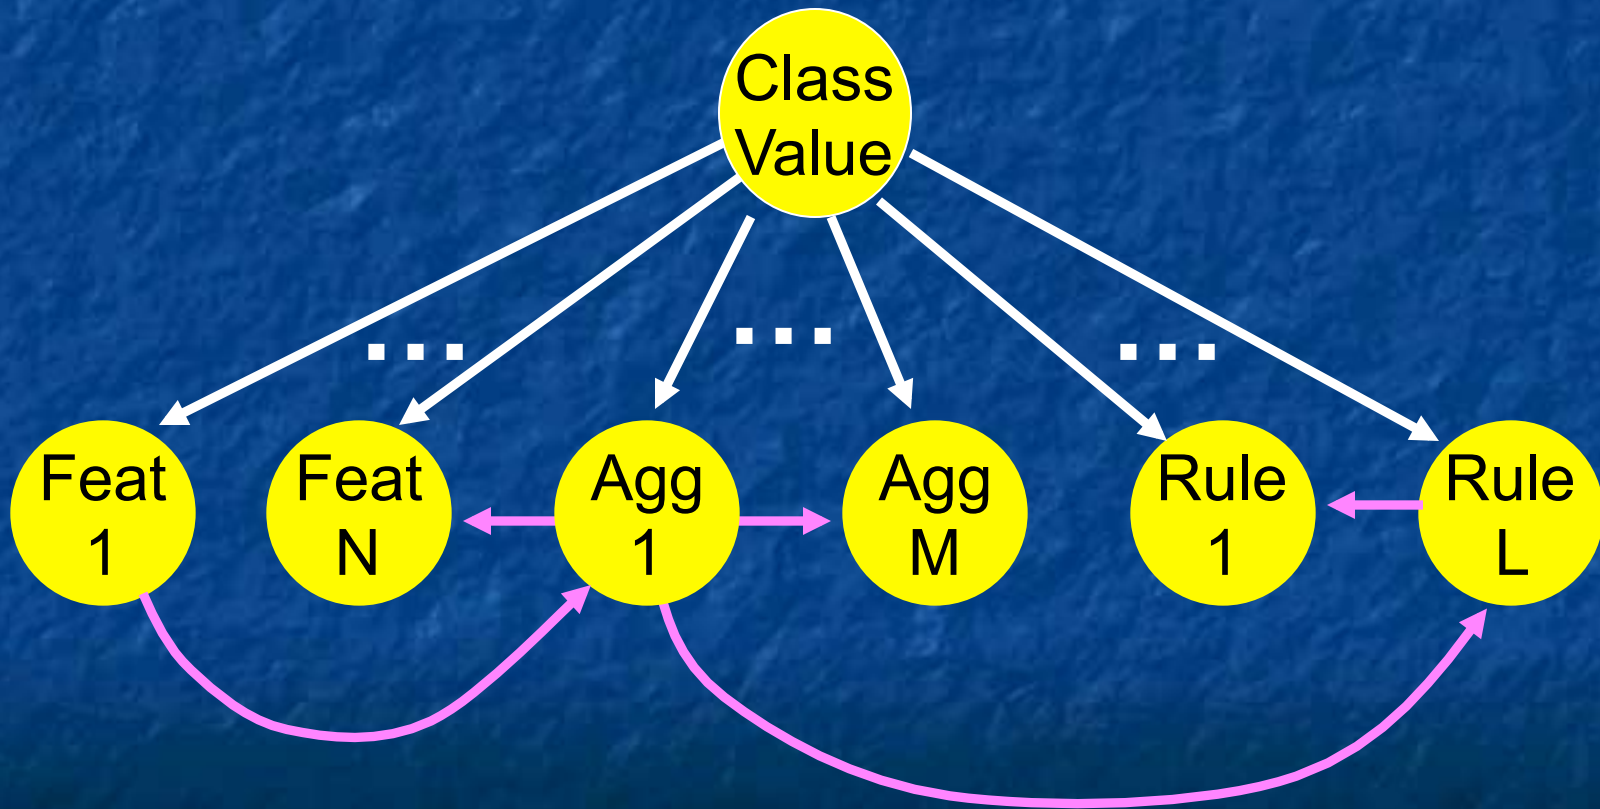 Class
Value
...
...
...
Feat
1
Feat
N
Agg
1
Agg
M
Rule
1
Rule
L